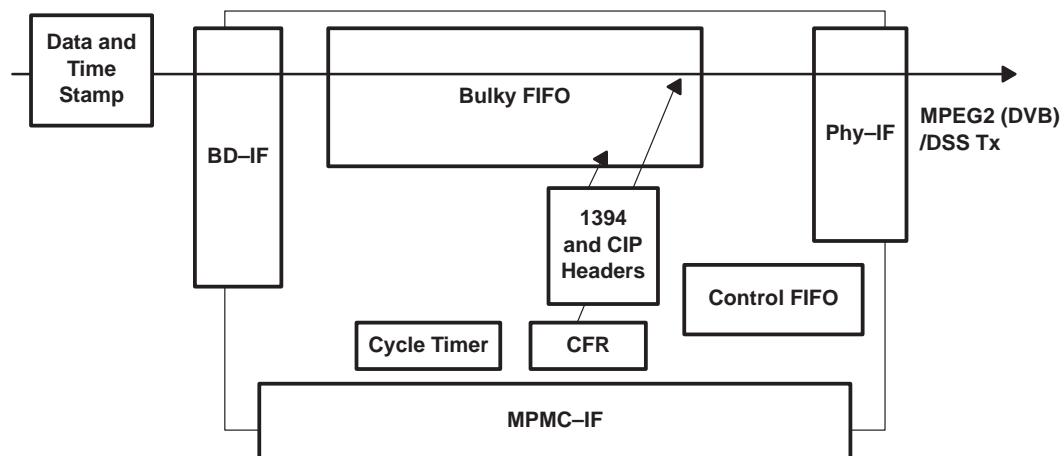 Data and
Time
Stamp
BD–IF
Bulky FIFO
Phy–IF
MPEG2 (DVB)
/DSS Tx
1394
and CIP
Headers
Control FIFO
Cycle Timer
CFR
MPMC–IF